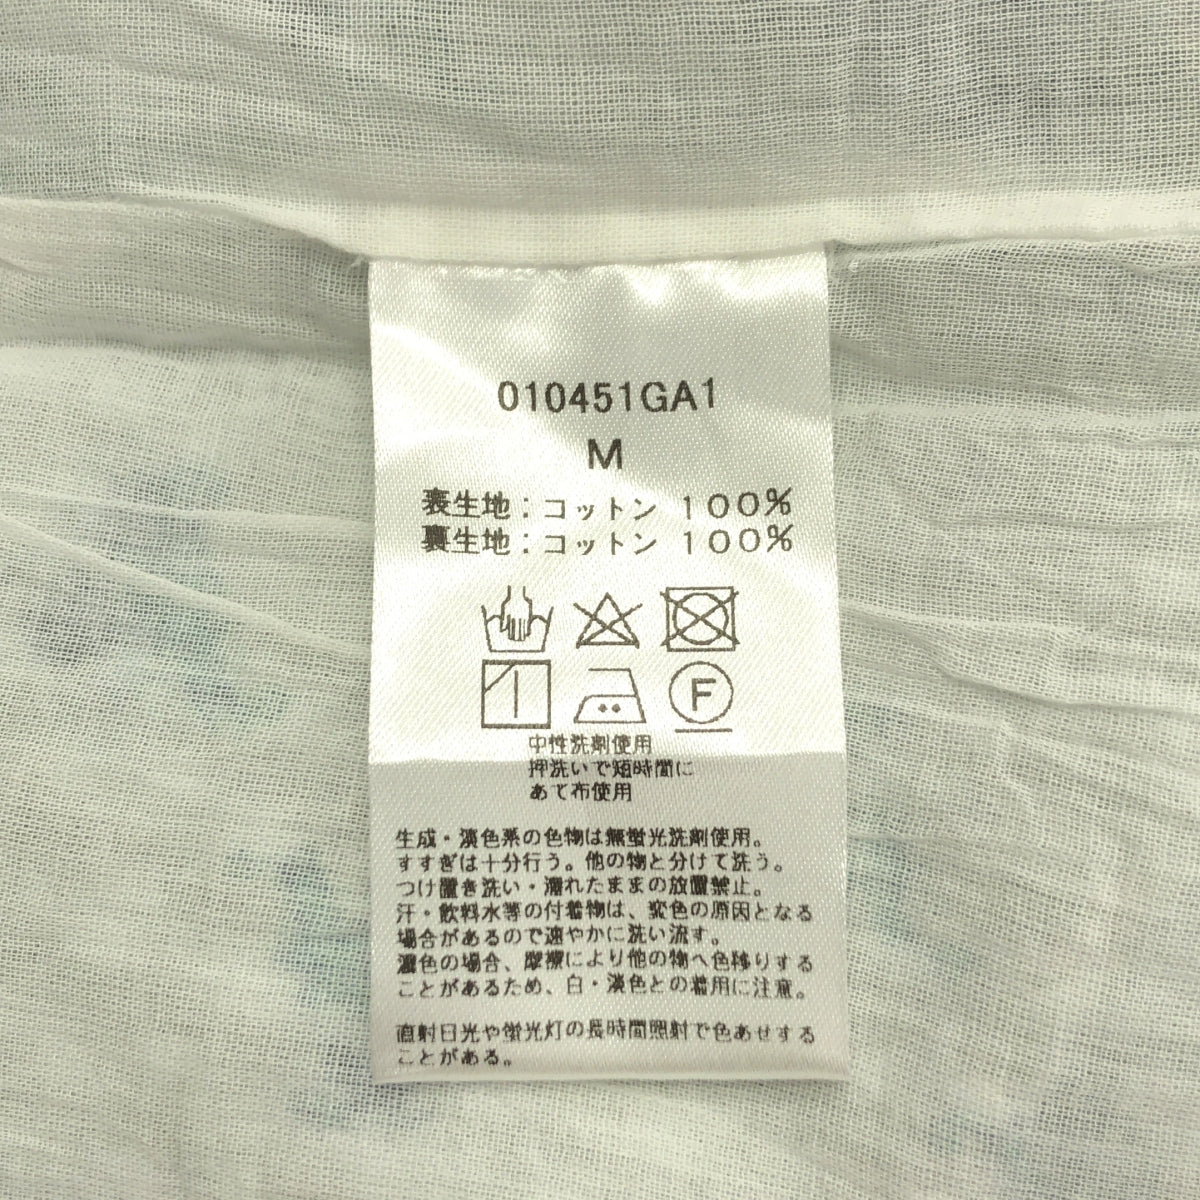 010451GA1
M
表生地：コットン １００％
裏生地：コットン １００％
F
中性洗剤使用
押洗いで短時間に
あて布使用
生成・淡色系の色物は無蛍光洗剤使用。
すすぎは十分行う。他の物と分けて洗う。
つけ置き洗い・濡れたままの放置禁止。
汗・飲料水等の付着物は、変色の原因となる
場合があるので速やかに洗い流す。
濃色の場合、摩擦により他の物へ色移りする
ことがあるため、白・淡色との着用に注意。
直射日光や蛍光灯の長時間照射で色あせする
ことがある。